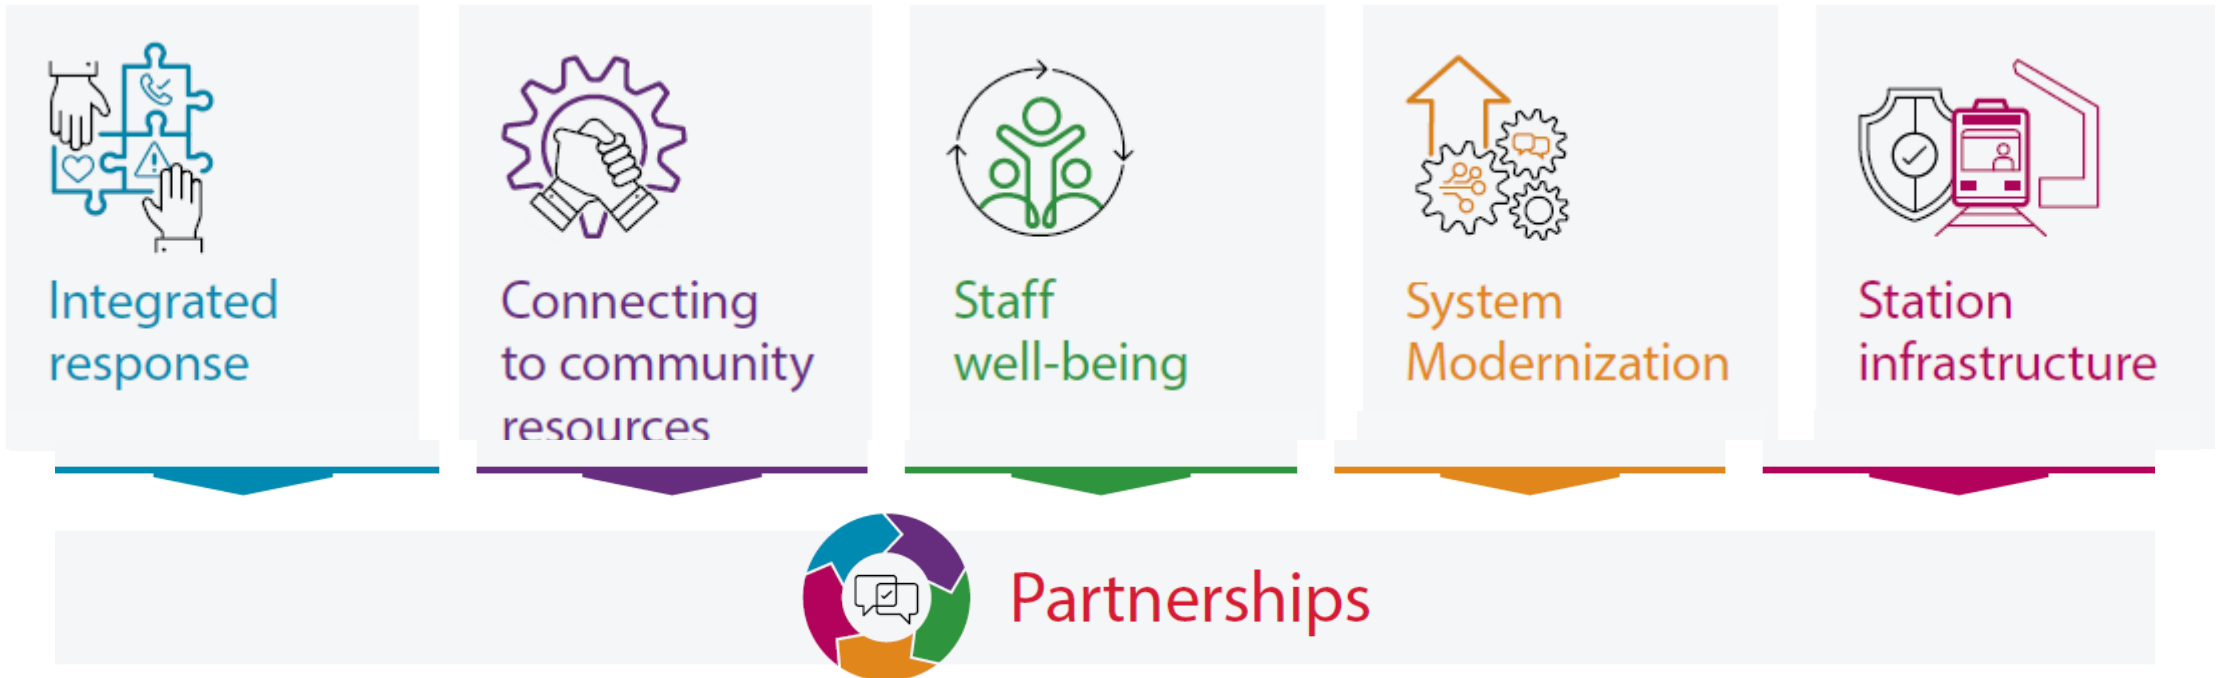 Integrated
response
Connecting
to community
resources
Staff
well-being
System
Modernization
Station
infrastructure
Partnerships